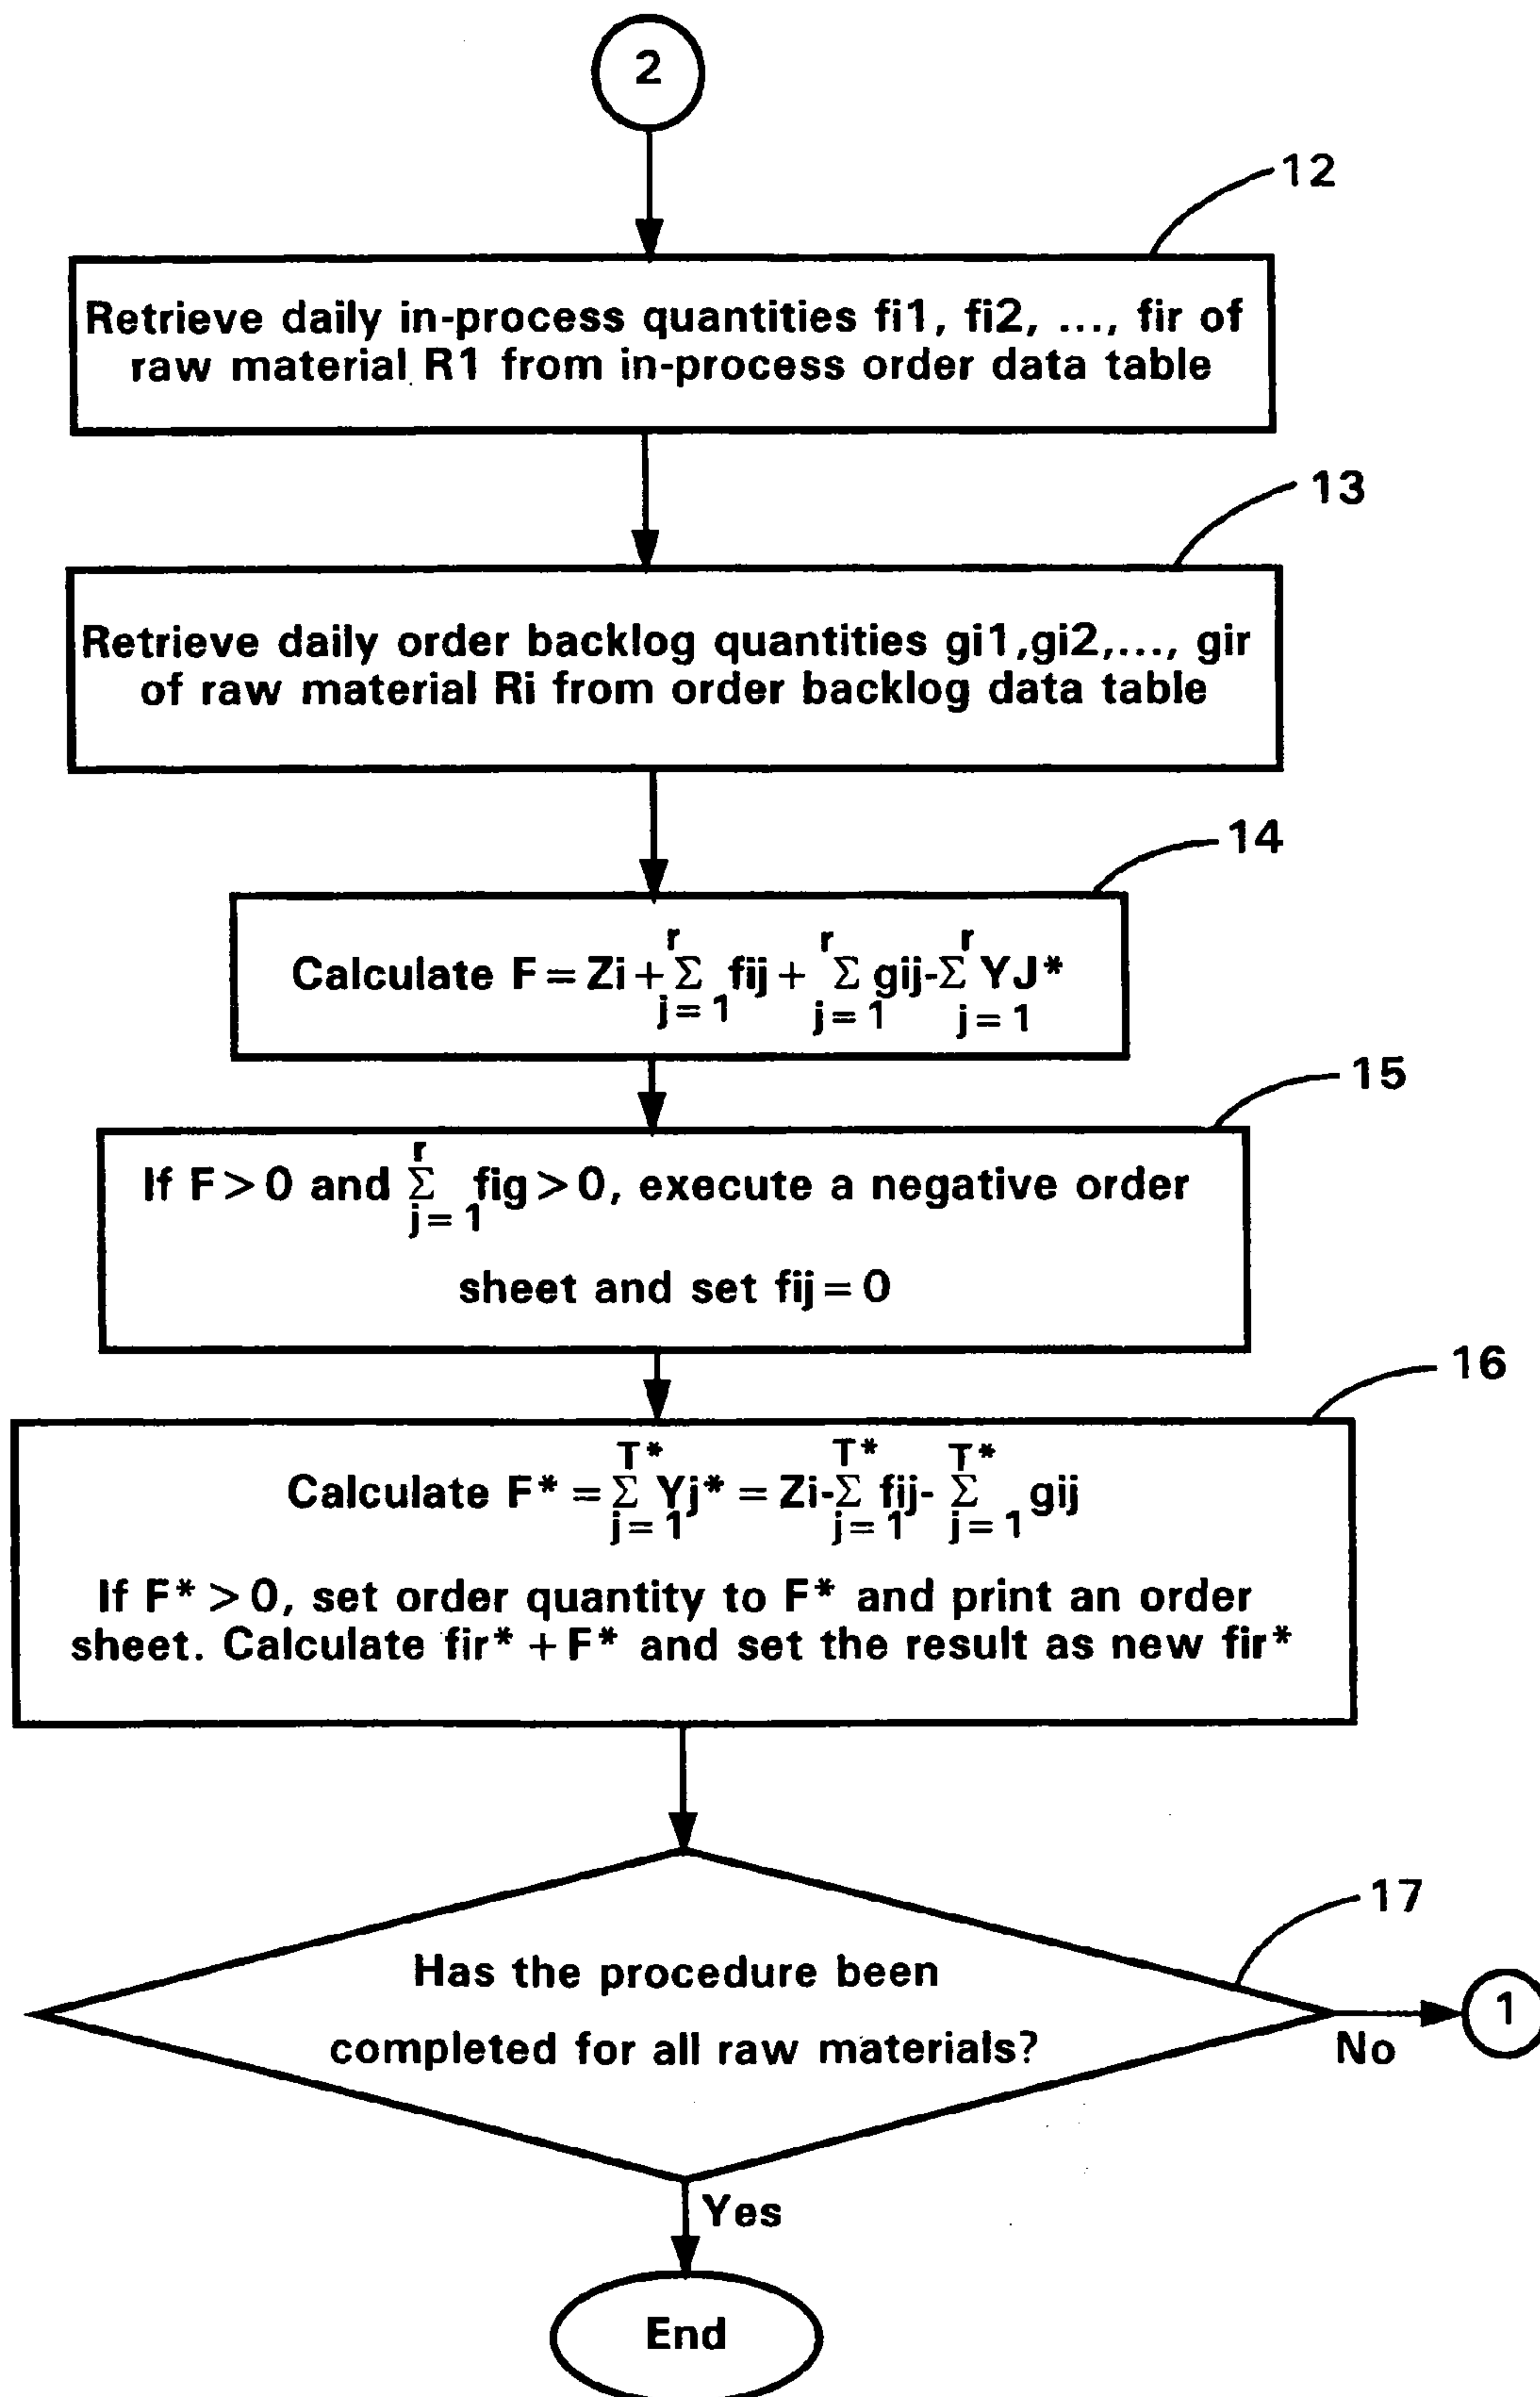 2
12
Retrieve daily in-process quantities fi1, fi2, ..., fir of
raw material R1 from in-process order data table
13
Retrieve daily order backlog quantities gi1,gi2,..., gir
of raw material Ri from order backlog data table
14
r r r
Calculate F = Zi + Σ fij + Σ gij-Σ YJ*
j = 1 j = 1 j = 1
15
r
If F > 0 and Σ fig > 0, execute a negative order
j = 1
sheet and set fij = 0
16
T* T* T*
Calculate F* = Σ Yj* = Zi-Σ fij- Σ gij
j = 1 j = 1 j = 1
If F* > 0, set order quantity to F* and print an order
sheet. Calculate fir* + F* and set the result as new fir*
17
Has the procedure been
completed for all raw materials?
1
No
Yes
End